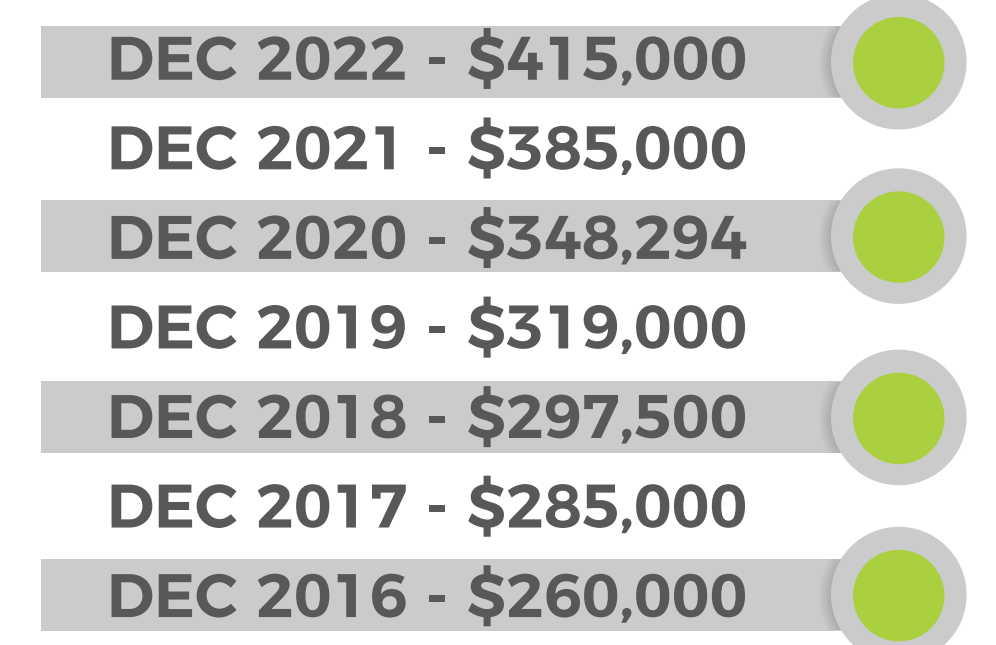 DEC 2022 - $415,000
DEC 2021 - $385,000
DEC 2020 - $348,294
DEC 2019 - $319,000
DEC 2018 - $297,500
DEC 2017 - $285,000
DEC 2016 - $260,000